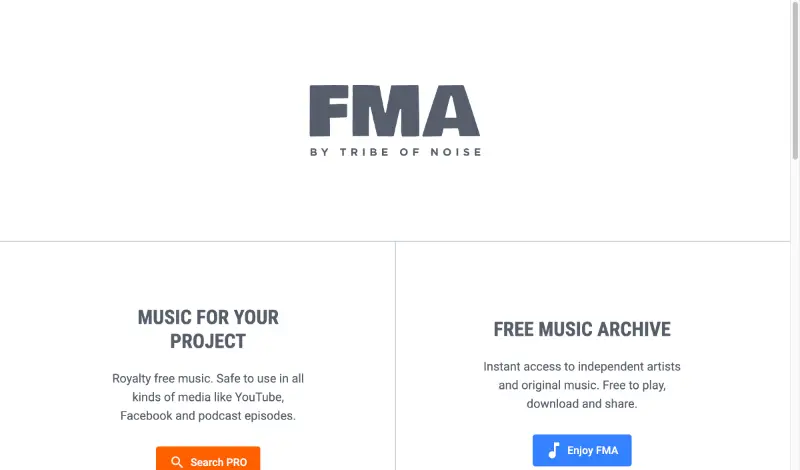 FMA
BY TRIBE OF NOISE
MUSIC FOR YOUR
PROJECT
Royalty free music. Safe to use in all
kinds of media like YouTube,
Facebook and podcast episodes.
Search PRO
FREE MUSIC ARCHIVE
Instant access to independent artists
and original music. Free to play,
download and share.
Enjoy FMA